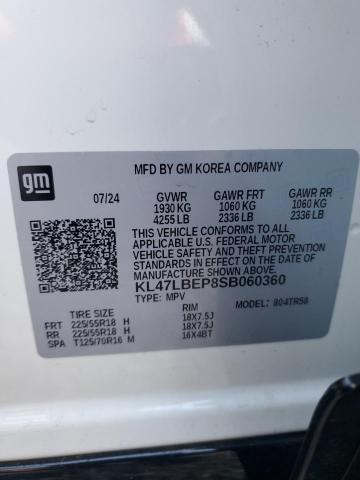 gm
MFD BY GM KOREA COMPANY
07/24 GVWR GAWR FRT GAWR RR
1930 KG 1060 KG 1060 KG
4255 LB 2336 LB 2336 LB
THIS VEHICLE CONFORMS TO ALL
APPLICABLE U.S. FEDERAL MOTOR
VEHICLE SAFETY AND THEFT PREVENTION
STANDARDS IN EFFECT ON THE DATE OF
MANUFACTURE SHOWN ABOVE.
KL47LBEP8SB060360
TYPE: MPV MODEL: 804TR58
TIRE SIZE RIM
FRT 225/55R18 H 18X7.5J
RR 225/55R18 H 18X7.5J
SPA T125/70R16 M 16X4BT